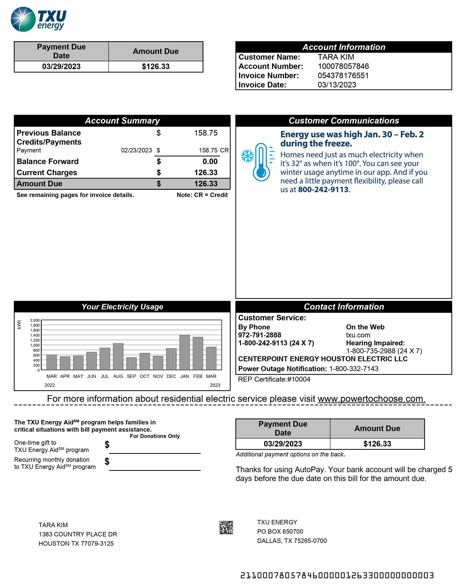 TXU
energy
Payment Due
Date
Amount Due
03/29/2023
$126.33
Account Information
Customer Name: TARA KIM
Account Number: 100078057846
Invoice Number: 054378176551
Invoice Date: 03/13/2023
Account Summary
Previous Balance $ 158.75
Credits/Payments
Payment 02/23/2023 $ 158.75 CR
Balance Forward $ 0.00
Current Charges $ 126.33
Amount Due $ 126.33
See remaining pages for invoice details. Note: CR = Credit
Customer Communications
Energy use was high Jan. 30 – Feb. 2
during the freeze.
Homes need just as much electricity when
it's 32° as when it's 100°. You can see your
winter usage anytime in our app. And if you
need a little payment flexibility, please call
us at 800-242-9113.
Your Electricity Usage
kWh
2,000
1,800
1,600
1,400
1,200
1,000
800
600
400
200
0
MAR APR MAY JUN JUL AUG SEP OCT NOV DEC JAN FEB MAR
2022 2023
Contact Information
Customer Service:
By Phone On the Web
972-791-2888 txu.com
1-800-242-9113 (24 X 7) Hearing Impaired:
1-800-735-2988 (24 X 7)
CENTERPOINT ENERGY HOUSTON ELECTRIC LLC
Power Outage Notification: 1-800-332-7143
REP Certificate:#10004
For more information about residential electric service please visit www.powertochoose.com.
The TXU Energy Aid℠ program helps families in
critical situations with bill payment assistance.
For Donations Only
One-time gift to
TXU Energy Aid℠ program $
Recurring monthly donation
to TXU Energy Aid℠ program $
Payment Due
Date
Amount Due
03/29/2023
$126.33
Additional payment options on the back.
Thanks for using AutoPay. Your bank account will be charged 5
days before the due date on this bill for the amount due.
TARA KIM
1383 COUNTRY PLACE DR
HOUSTON TX 77079-3125
TXU ENERGY
PO BOX 650700
DALLAS, TX 75265-0700